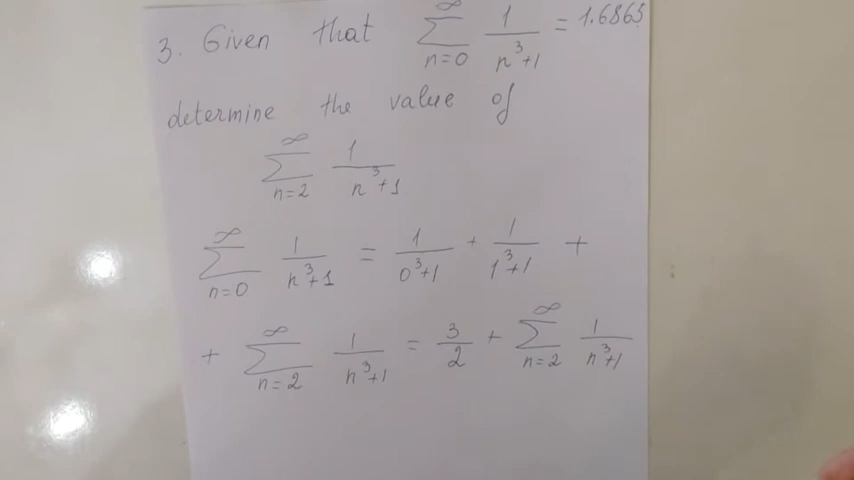 3. Given that ∑_{n=0}^{∞} 1/(n³+1) = 1.6865
determine the value of
∑_{n=2}^{∞} 1/(n³+1)
∑_{n=0}^{∞} 1/(n³+1) = 1/(0³+1) + 1/(1³+1) +
+ ∑_{n=2}^{∞} 1/(n³+1) = 3/2 + ∑_{n=2}^{∞} 1/(n³+1)